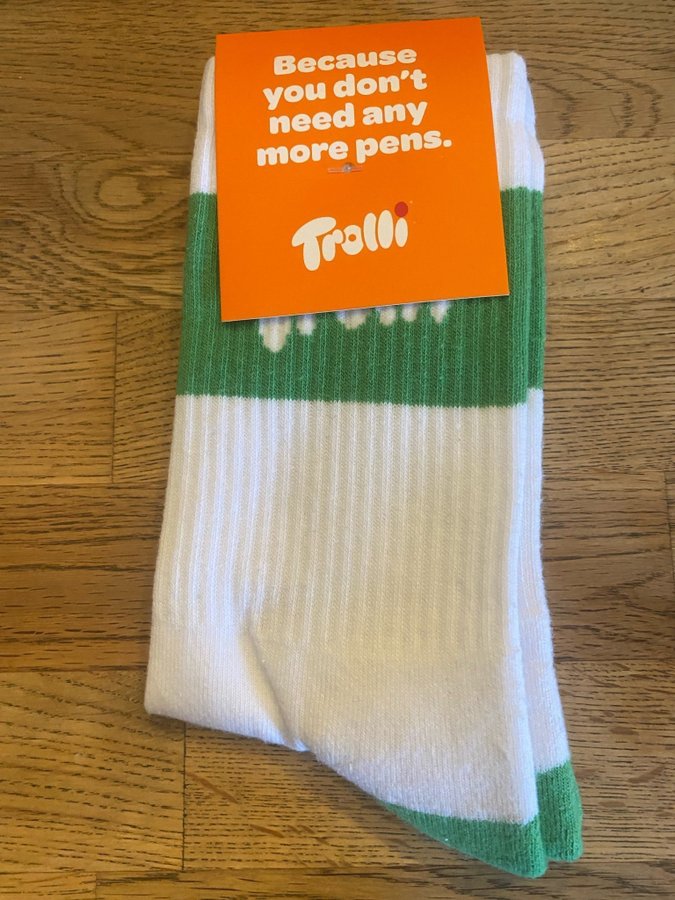 Because
you don't
need any
more pens.
Trolli